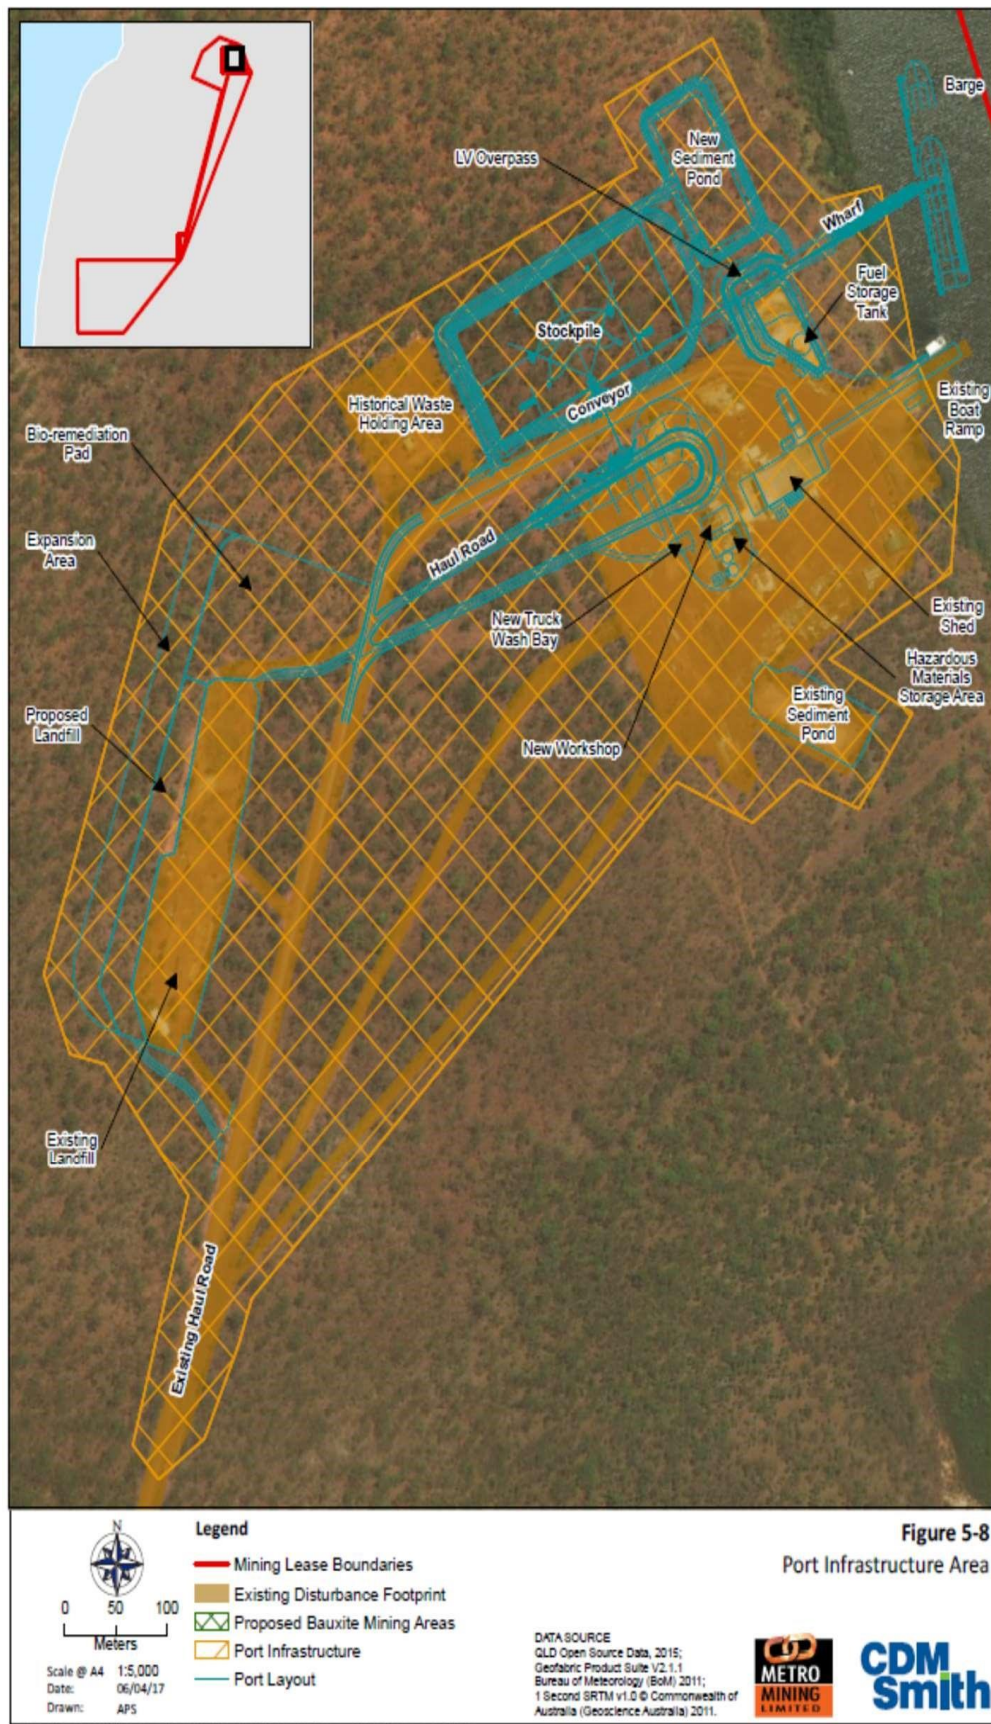 Barge
New
Sediment
Pond
LV Overpass
Wharf
Fuel
Storage
Tank
Stockpile
Conveyor
Historical Waste
Holding Area
Existing
Boat
Ramp
Bio-remediation
Pad
Expansion
Area
Haul Road
New Truck
Wash Bay
Existing
Shed
Hazardous
Materials
Storage Area
Proposed
Landfill
Existing
Sediment
Pond
New Workshop
Existing
Landfill
Existing Haul Road
N
0 50 100
Meters
Scale @ A4 1:5,000
Date: 06/04/17
Drawn: APS
Legend
Mining Lease Boundaries
Existing Disturbance Footprint
Proposed Bauxite Mining Areas
Port Infrastructure
Port Layout
Figure 5-8
Port Infrastructure Area
DATA SOURCE
QLD Open Source Data, 2015;
Geofabric Product Suite V2.1.1
Bureau of Meteorology (BoM) 2011;
1 Second SRTM v1.0 © Commonwealth of
Australia (Geoscience Australia) 2011.
METRO
MINING
LIMITED
CDM
Smith